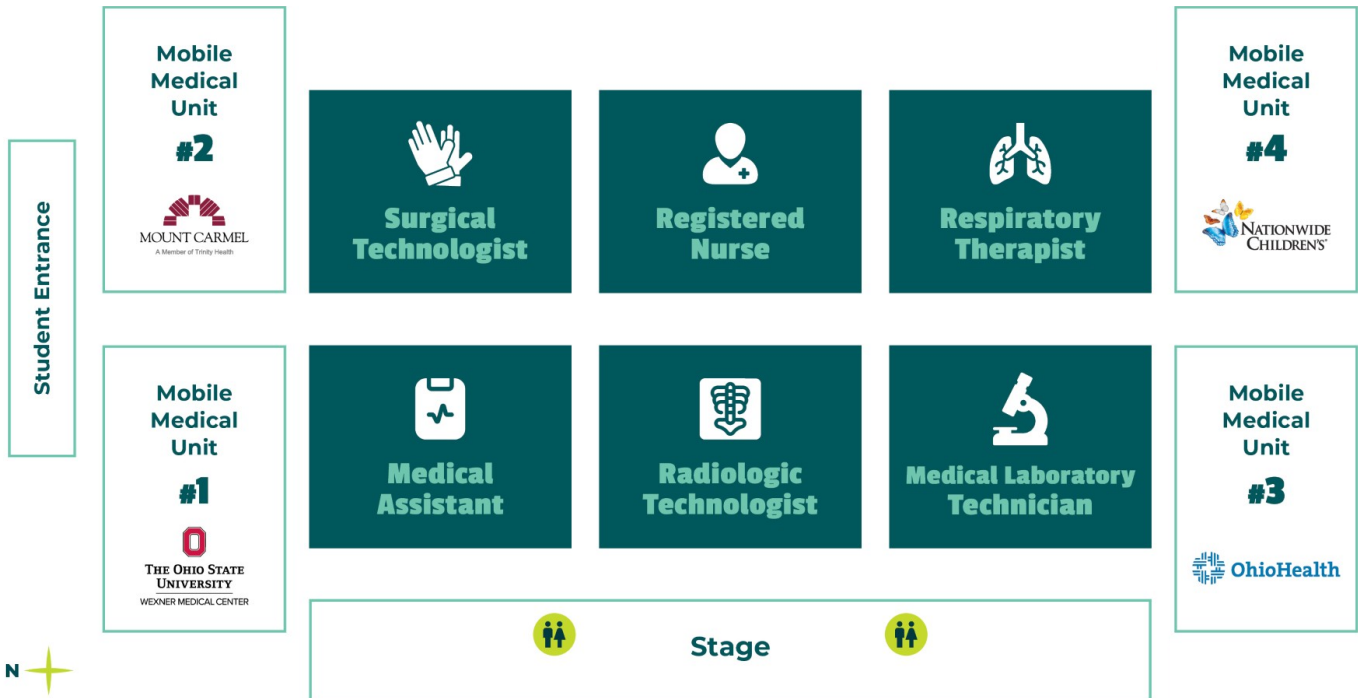 Student Entrance
Mobile
Medical
Unit
#2
MOUNT CARMEL
A Member of Trinity Health
Surgical
Technologist
Registered
Nurse
Respiratory
Therapist
Mobile
Medical
Unit
#4
NATIONWIDE
CHILDREN'S®
Mobile
Medical
Unit
#1
THE OHIO STATE
UNIVERSITY
WEXNER MEDICAL CENTER
Medical
Assistant
Radiologic
Technologist
Medical Laboratory
Technician
Mobile
Medical
Unit
#3
OhioHealth
Stage
N